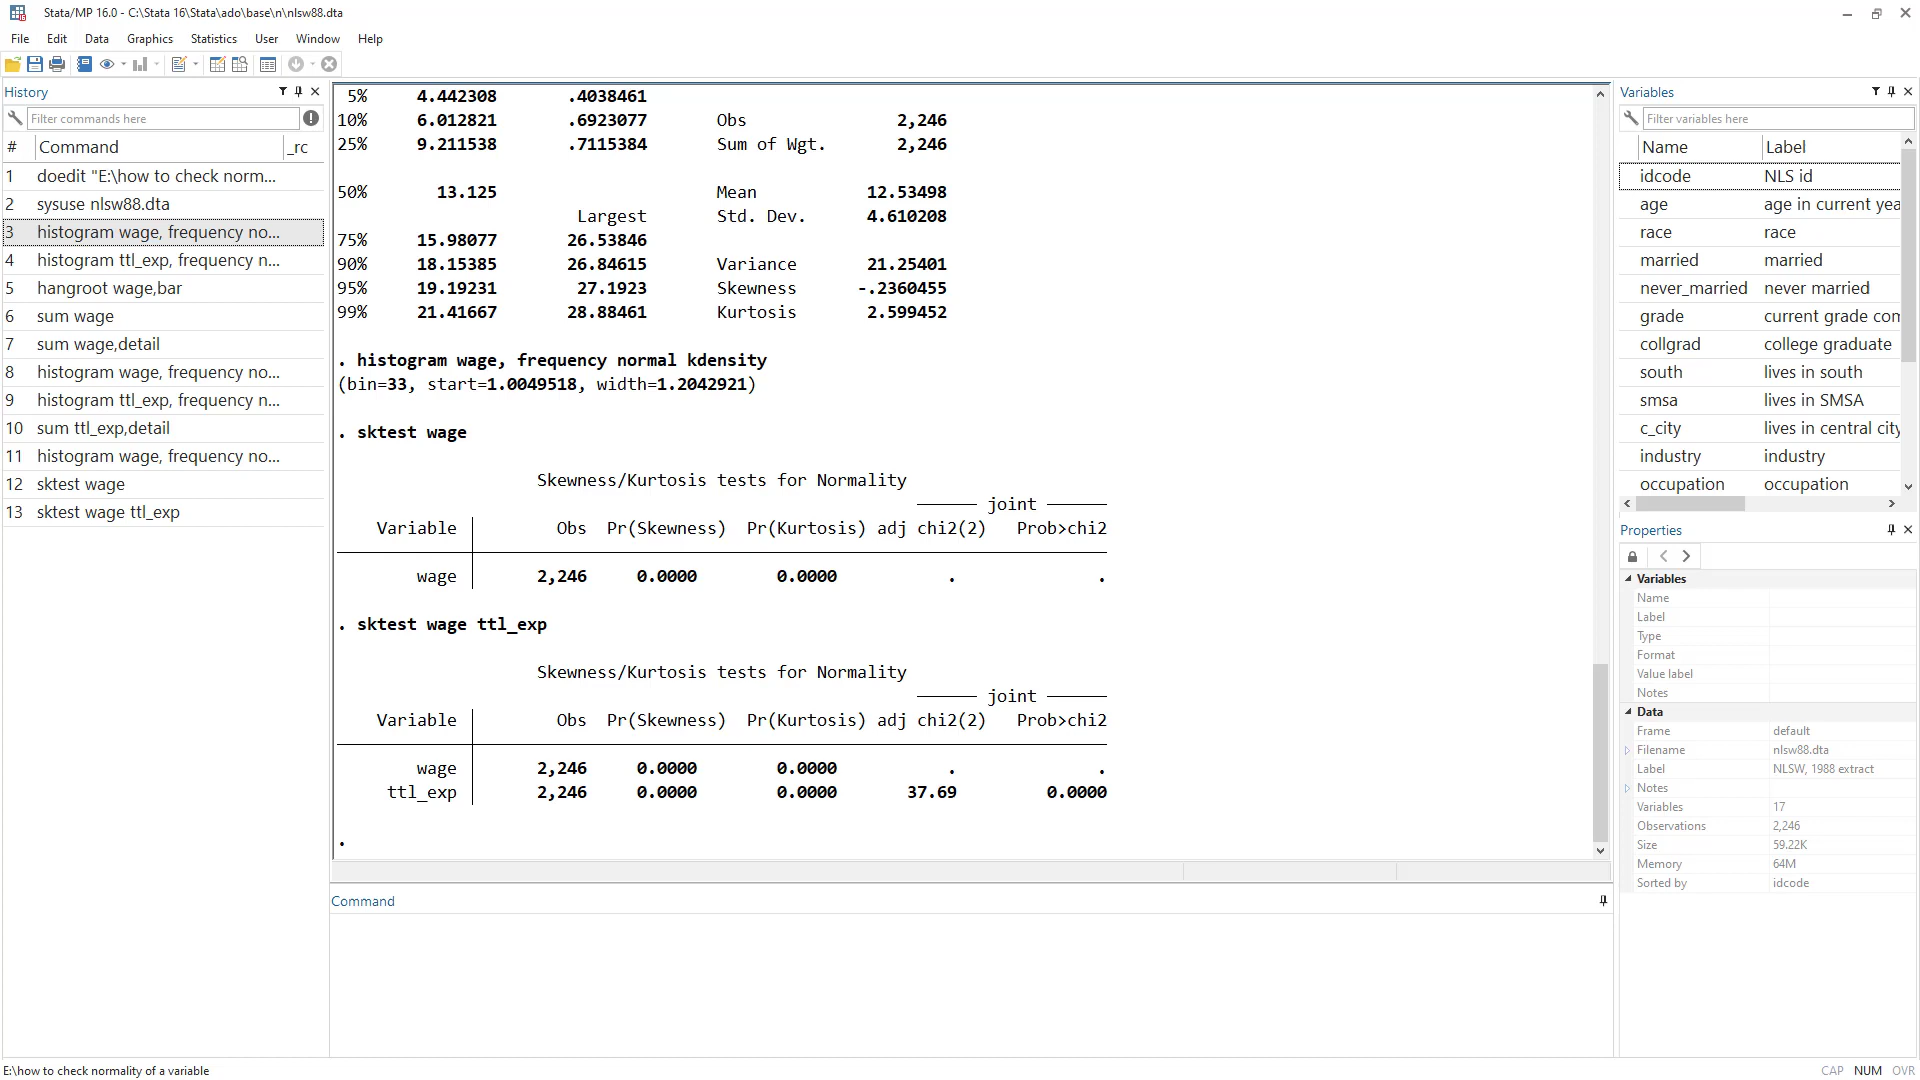 Stata/MP 16.0 - C:\Stata 16\Stata\ado\base\n\nlsw88.dta
File Edit Data Graphics Statistics User Window Help
History
Filter commands here
# Command _rc
1 doedit "E:\how to check norm...
2 sysuse nlsw88.dta
3 histogram wage, frequency no...
4 histogram ttl_exp, frequency n...
5 hangroot wage,bar
6 sum wage
7 sum wage,detail
8 histogram wage, frequency no...
9 histogram ttl_exp, frequency n...
10 sum ttl_exp,detail
11 histogram wage, frequency no...
12 sktest wage
13 sktest wage ttl_exp
5% 4.442308 .4038461
10% 6.012821 .6923077 Obs 2,246
25% 9.211538 .7115384 Sum of Wgt. 2,246
50% 13.125 Mean 12.53498
Largest Std. Dev. 4.610208
75% 15.98077 26.53846
90% 18.15385 26.84615 Variance 21.25401
95% 19.19231 27.1923 Skewness -.2360455
99% 21.41667 28.88461 Kurtosis 2.599452
. histogram wage, frequency normal kdensity
(bin=33, start=1.0049518, width=1.2042921)
. sktest wage
Skewness/Kurtosis tests for Normality
joint
Variable Obs Pr(Skewness) Pr(Kurtosis) adj chi2(2) Prob>chi2
wage 2,246 0.0000 0.0000 . .
. sktest wage ttl_exp
Skewness/Kurtosis tests for Normality
joint
Variable Obs Pr(Skewness) Pr(Kurtosis) adj chi2(2) Prob>chi2
wage 2,246 0.0000 0.0000 . .
ttl_exp 2,246 0.0000 0.0000 37.69 0.0000
.
Command
Variables
Filter variables here
Name Label
idcode NLS id
age age in current yea
race race
married married
never_married never married
grade current grade com
collgrad college graduate
south lives in south
smsa lives in SMSA
c_city lives in central city
industry industry
occupation occupation
Properties
Variables
Name
Label
Type
Format
Value label
Notes
Data
Frame default
Filename nlsw88.dta
Label NLSW, 1988 extract
Notes
Variables 17
Observations 2,246
Size 59.22K
Memory 64M
Sorted by idcode
E:\how to check normality of a variable
CAP NUM OVR